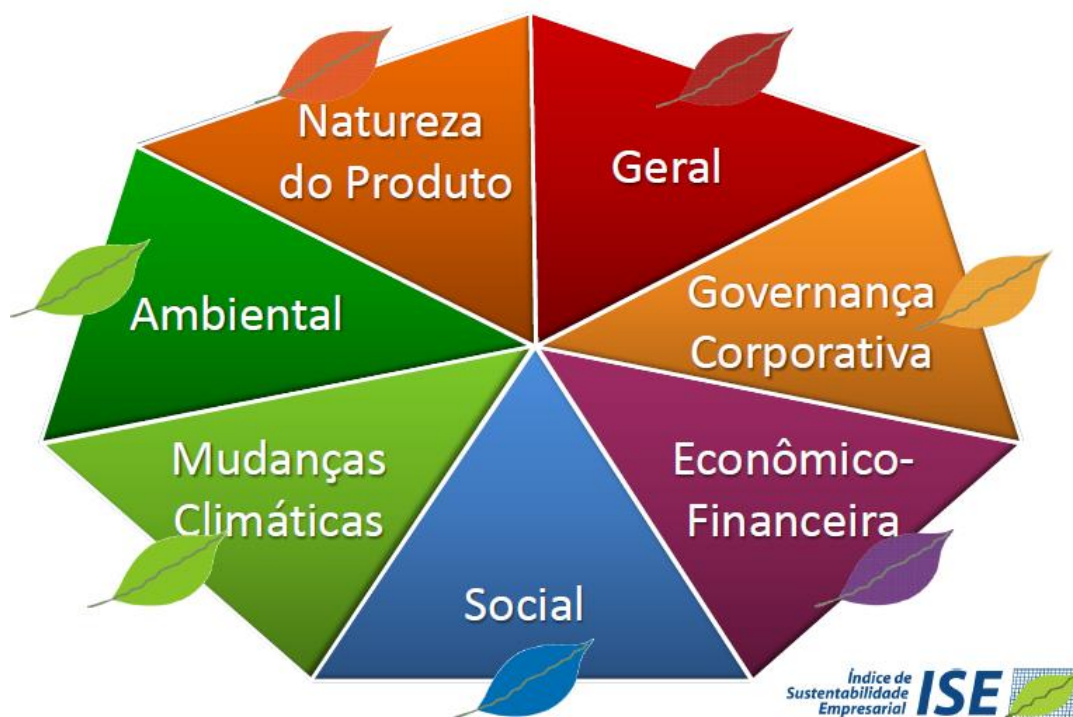 Natureza
do Produto
Geral
Ambiental
Governança
Corporativa
Mudanças
Climáticas
Econômico-
Financeira
Social
Índice de
Sustentabilidade
Empresarial
ISE